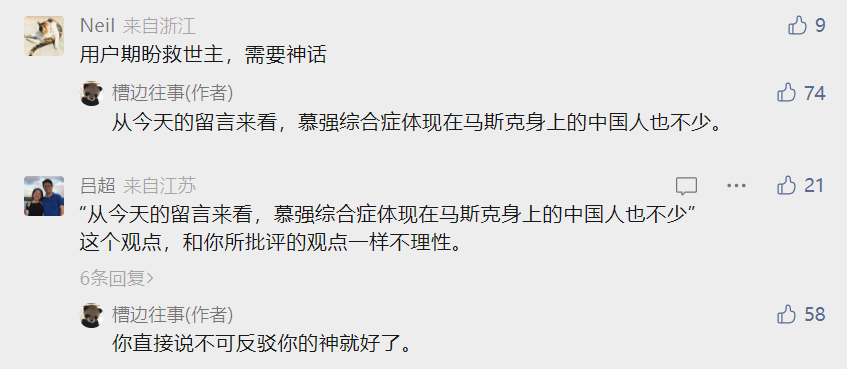 Neil 来自浙江 9
用户期盼救世主，需要神话
槽边往事(作者) 74
从今天的留言来看，慕强综合症体现在马斯克身上的中国人也不少。
吕超 来自江苏 21
“从今天的留言来看，慕强综合症体现在马斯克身上的中国人也不少”
这个观点，和你所批评的观点一样不理性。
6条回复>
槽边往事(作者) 58
你直接说不可反驳你的神就好了。